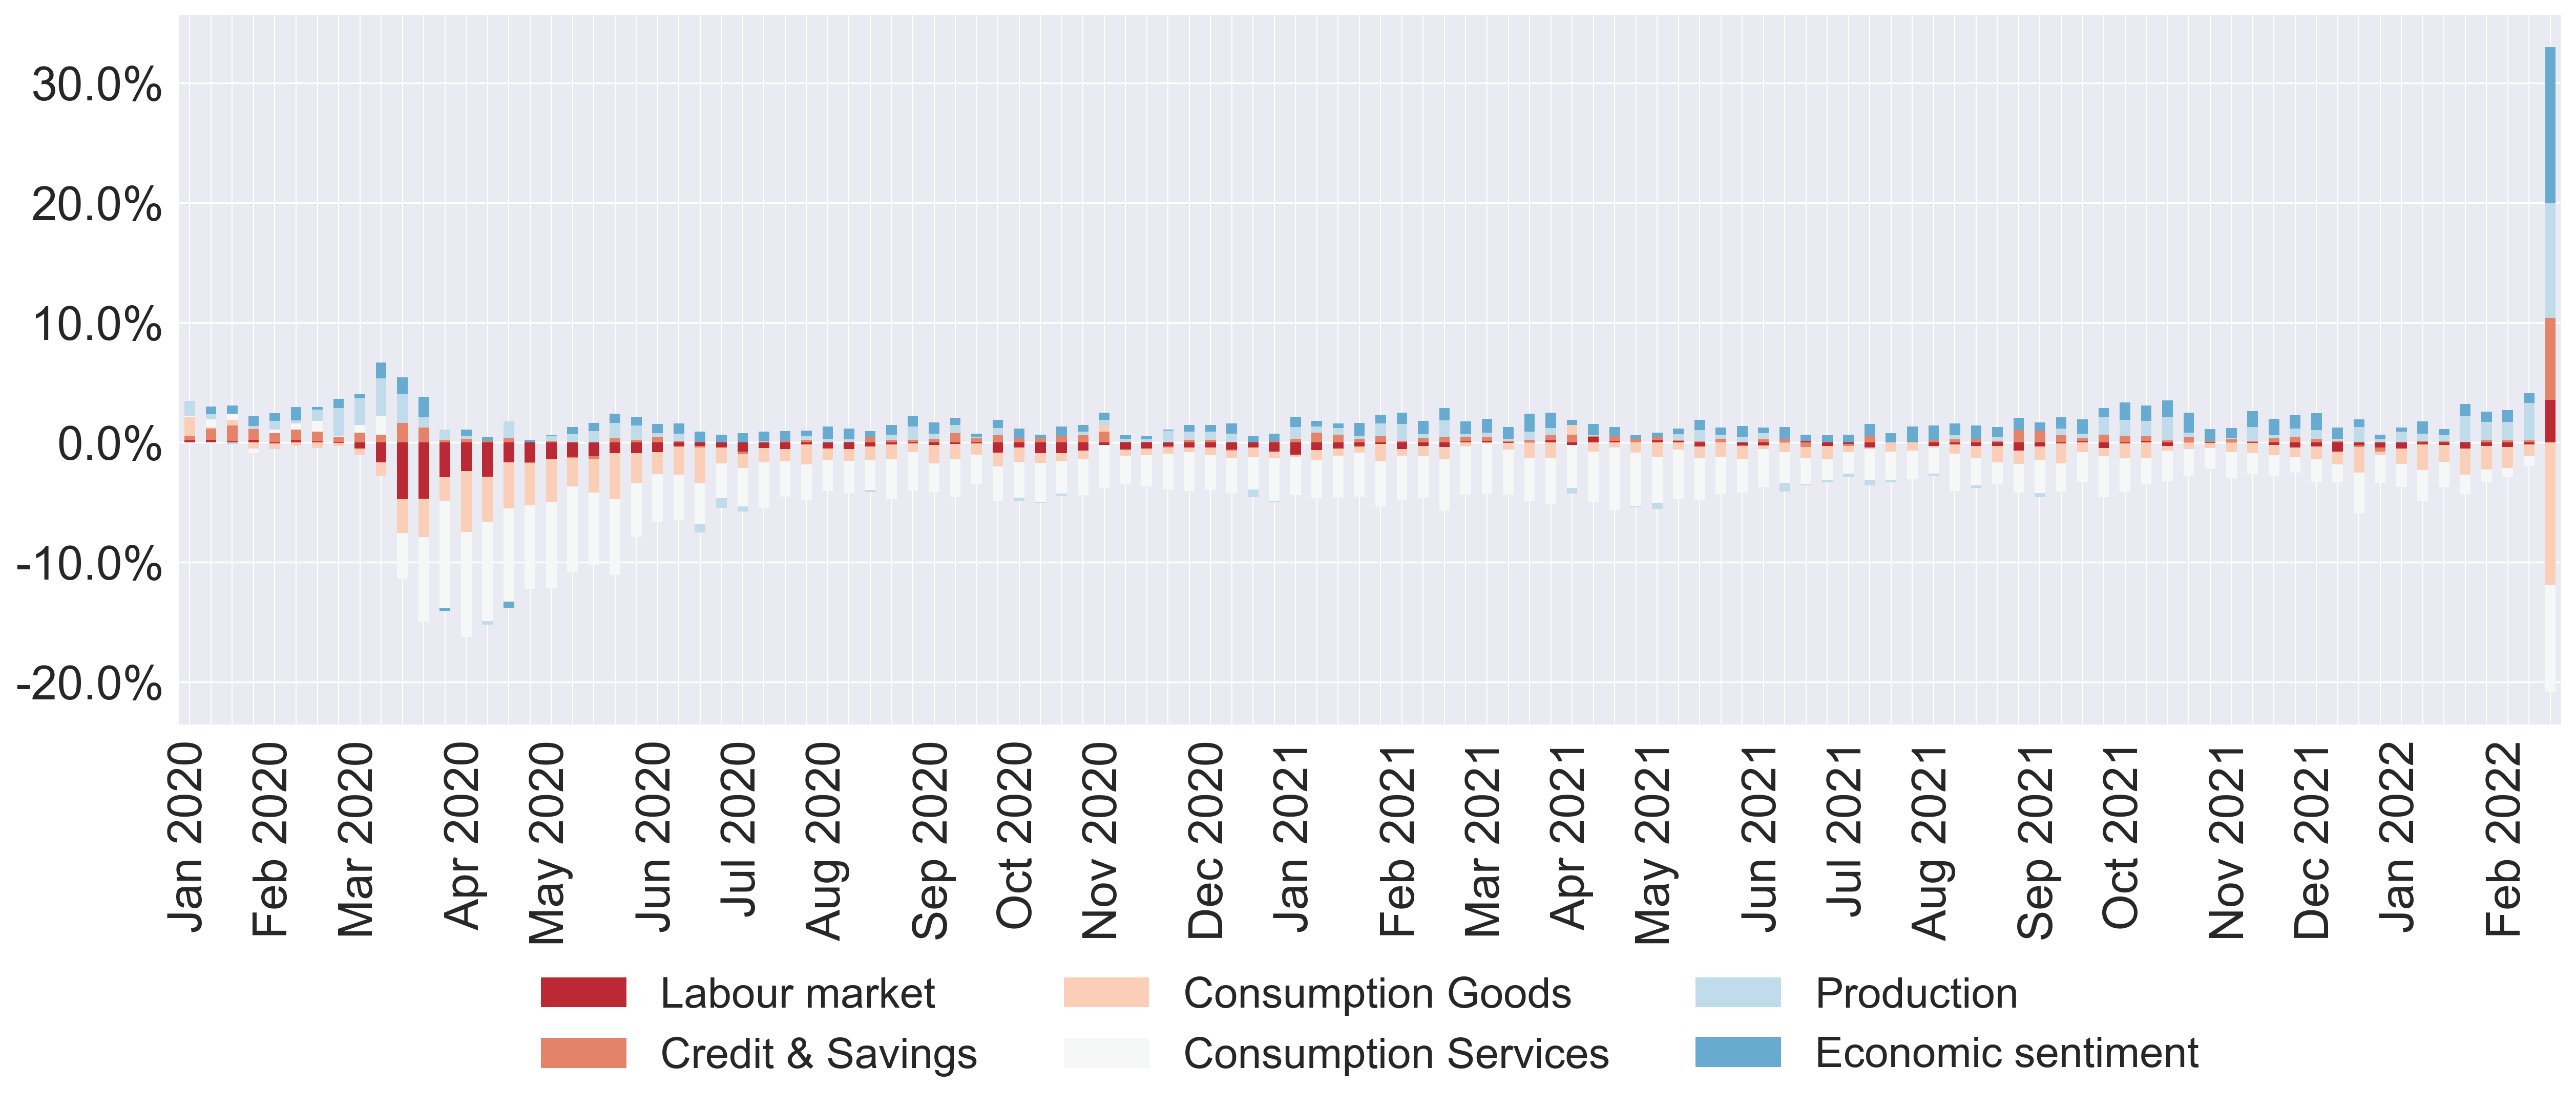 30.0%
20.0%
10.0%
0.0%
-10.0%
-20.0%
Jan 2020
Feb 2020
Mar 2020
Apr 2020
May 2020
Jun 2020
Jul 2020
Aug 2020
Sep 2020
Oct 2020
Nov 2020
Dec 2020
Jan 2021
Feb 2021
Mar 2021
Apr 2021
May 2021
Jun 2021
Jul 2021
Aug 2021
Sep 2021
Oct 2021
Nov 2021
Dec 2021
Jan 2022
Feb 2022
Labour market
Consumption Goods
Production
Credit & Savings
Consumption Services
Economic sentiment